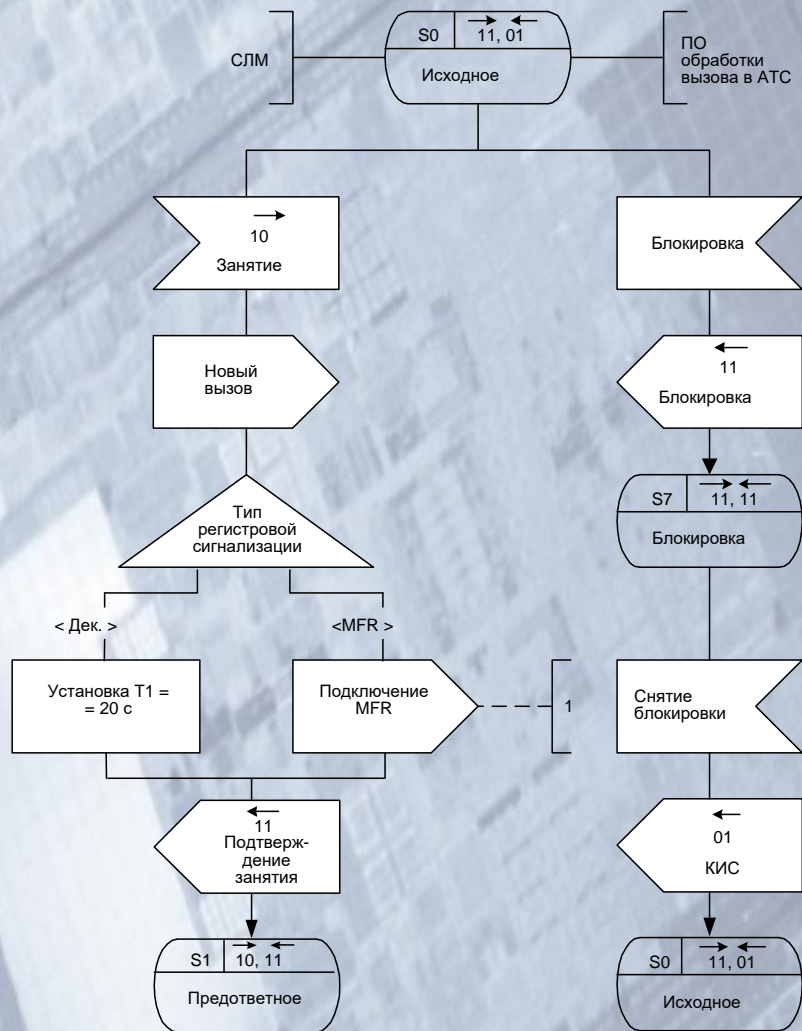 СЛМ
S0
11, 01
Исходное
ПО
обработки
вызова в АТС
10
Занятие
Блокировка
Новый
вызов
11
Блокировка
Тип
регистровой
сигнализации
S7
11, 11
Блокировка
< Дек. >
<MFR >
Установка Т1 =
= 20 с
Подключение
MFR
1
Снятие
блокировки
11
Подтверж-
дение
занятия
01
КИС
S1
10, 11
Предответное
S0
11, 01
Исходное